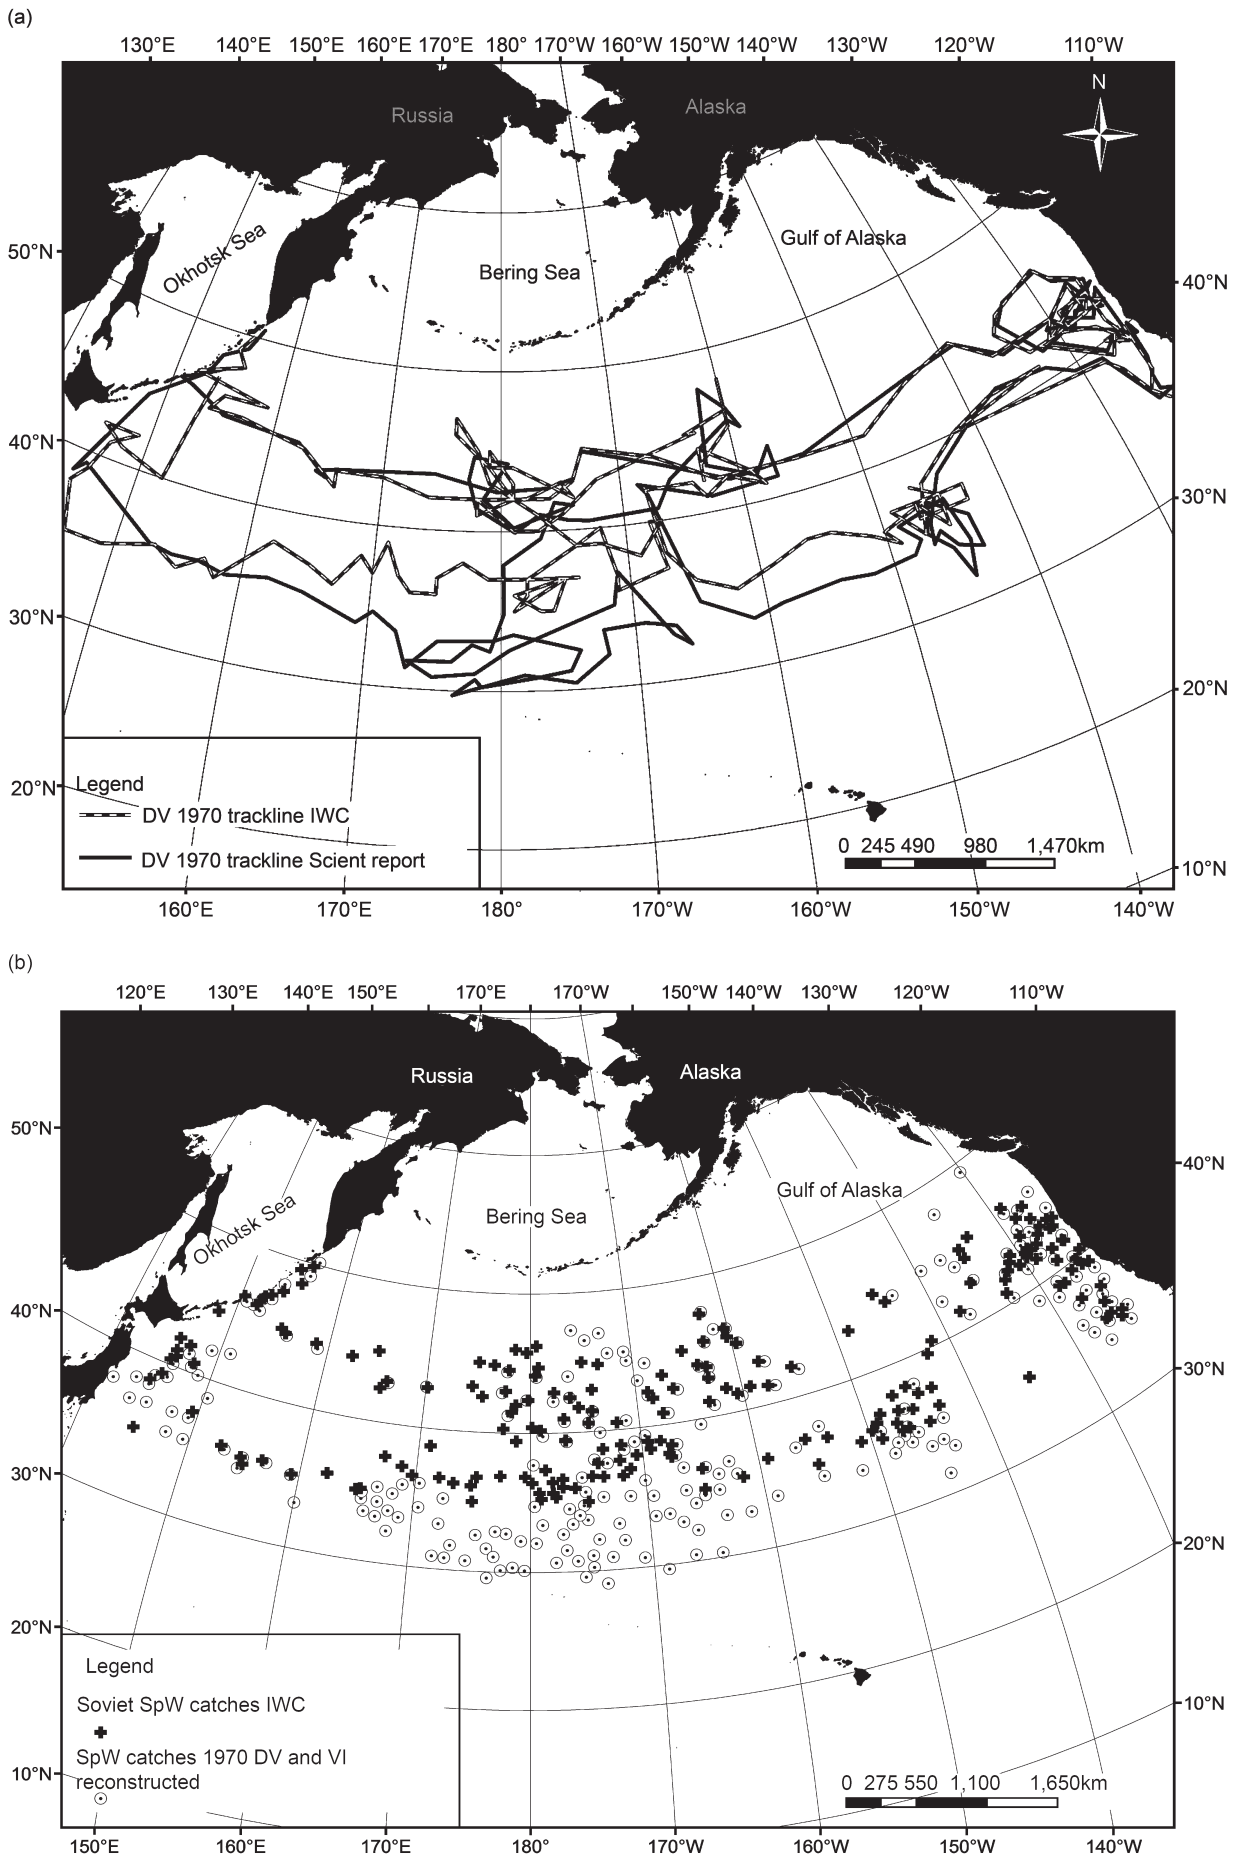 (a)
130°E 140°E 150°E 160°E 170°E 180° 170°W 160°W 150°W 140°W 130°W 120°W 110°W
N
Russia
Alaska
Okhotsk Sea
Bering Sea
Gulf of Alaska
50°N
40°N
40°N
30°N
30°N
20°N
20°N
10°N
Legend
DV 1970 trackline IWC
DV 1970 trackline Scient report
0 245 490 980 1,470km
160°E 170°E 180° 170°W 160°W 150°W 140°W
(b)
120°E 130°E 140°E 150°E 170°E 170°W 150°W 140°W 130°W 120°W 110°W
Russia
Alaska
Okhotsk Sea
Bering Sea
Gulf of Alaska
50°N
40°N
40°N
30°N
30°N
20°N
20°N
10°N
10°N
Legend
Soviet SpW catches IWC
SpW catches 1970 DV and VI
reconstructed
0 275 550 1,100 1,650km
150°E 160°E 170°E 180° 170°W 160°W 150°W 140°W